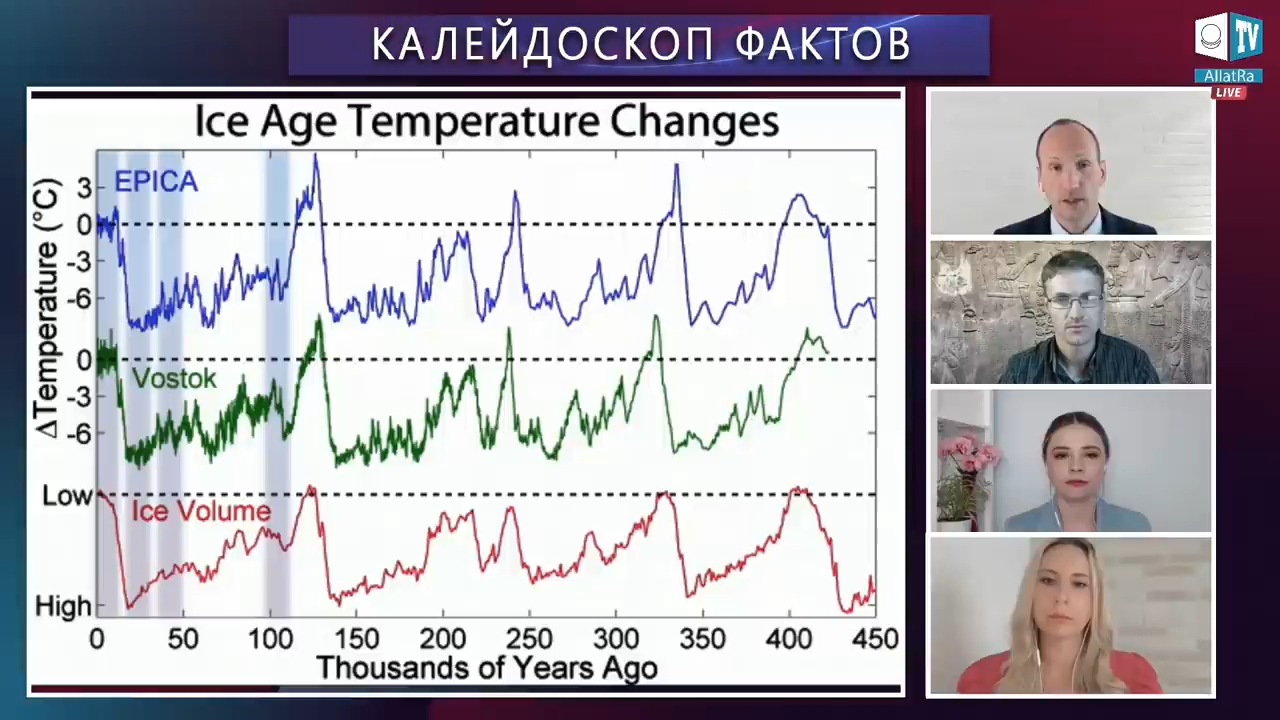 КАЛЕЙДОСКОП ФАКТОВ
TV
AllatRa
LIVE
Ice Age Temperature Changes
ΔTemperature (°C)
EPICA
3
0
-3
-6
Vostok
0
-3
-6
Ice Volume
Low
High
0 50 100 150 200 250 300 350 400 450
Thousands of Years Ago